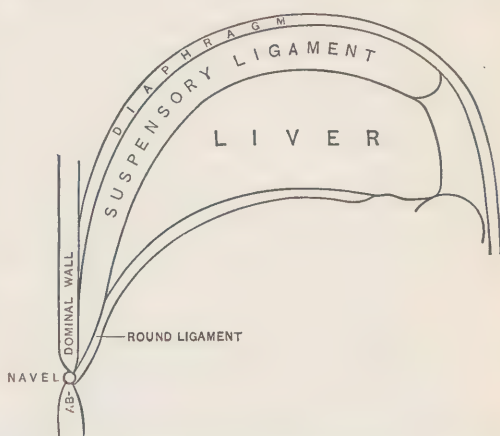 DIAPHRAGM
SUSPENSORY LIGAMENT
LIVER
DOMINAL WALL
ROUND LIGAMENT
NAVEL
AB-